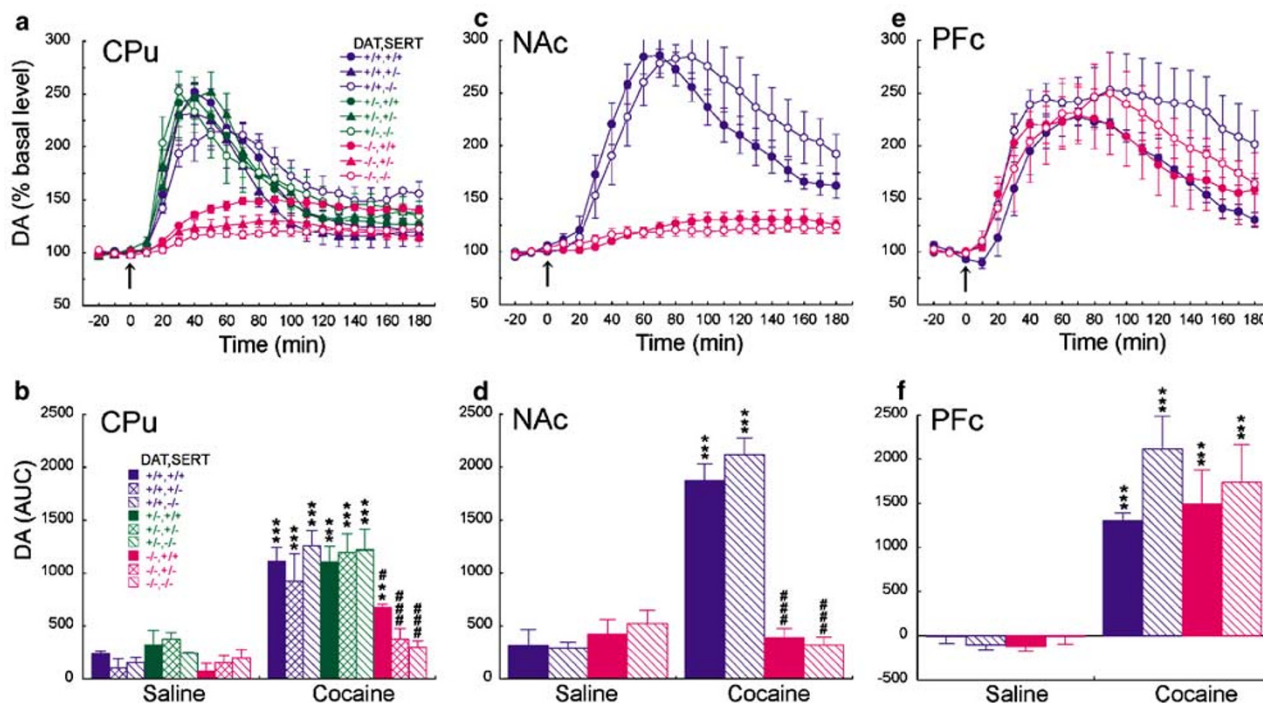 a
CPu
DA (% basal level)
300
250
200
150
100
50
-20 0 20 40 60 80 100 120 140 160 180
Time (min)
DAT,SERT
+/+,+/+
+/+,+/-
+/+,-/-
+/-,+/+
+/-,+/-
+/-,-/-
-/-,+/+
-/-,+/-
-/-,-/-
c
NAc
300
250
200
150
100
50
-20 0 20 40 60 80 100 120 140 160 180
Time (min)
e
PFc
300
250
200
150
100
50
-20 0 20 40 60 80 100 120 140 160 180
Time (min)
b
CPu
DA (AUC)
2500
2000
1500
1000
500
0
DAT,SERT
+/+,+/+
+/+,+/-
+/+,-/-
+/-,+/+
+/-,+/-
+/-,-/-
-/-,+/+
-/-,+/-
-/-,-/-
***
***
***
***
***
***
#**
###
###
Saline Cocaine
d
NAc
2500
2000
1500
1000
500
0
***
***
###
###
Saline Cocaine
f
PFc
2500
2000
1500
1000
500
0
-500
***
***
***
***
Saline Cocaine